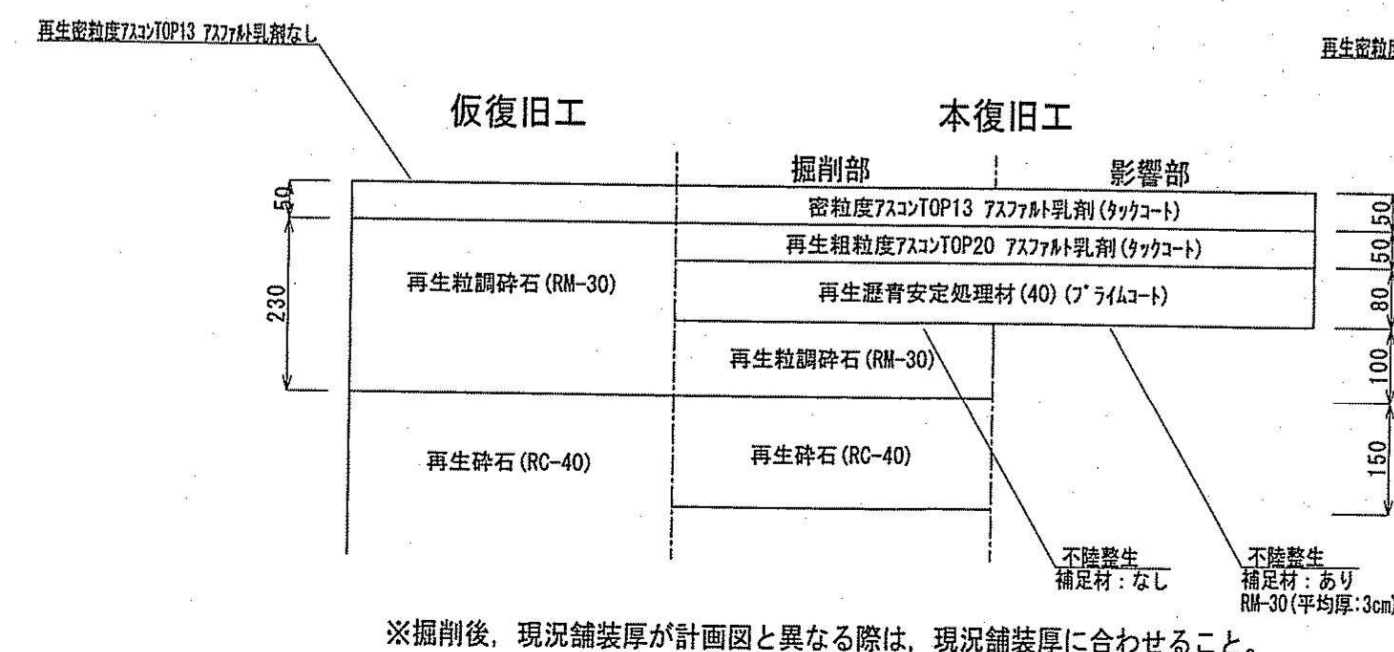 再生密粒度アスコンTOP13 アスファルト乳剤なし
再生密粒度
仮復旧工
本復旧工
掘削部
影響部
50
密粒度アスコンTOP13 アスファルト乳剤(タックコート)
50
再生粗粒度アスコンTOP20 アスファルト乳剤(タックコート)
50
230
再生粒調砕石(RM-30)
再生瀝青安定処理材(40)(プライムコート)
80
再生粒調砕石(RM-30)
100
再生砕石(RC-40)
再生砕石(RC-40)
150
不陸整生
補足材:なし
不陸整生
補足材:あり
RM-30(平均厚:3cm)
※掘削後,現況舗装厚が計画図と異なる際は,現況舗装厚に合わせること。